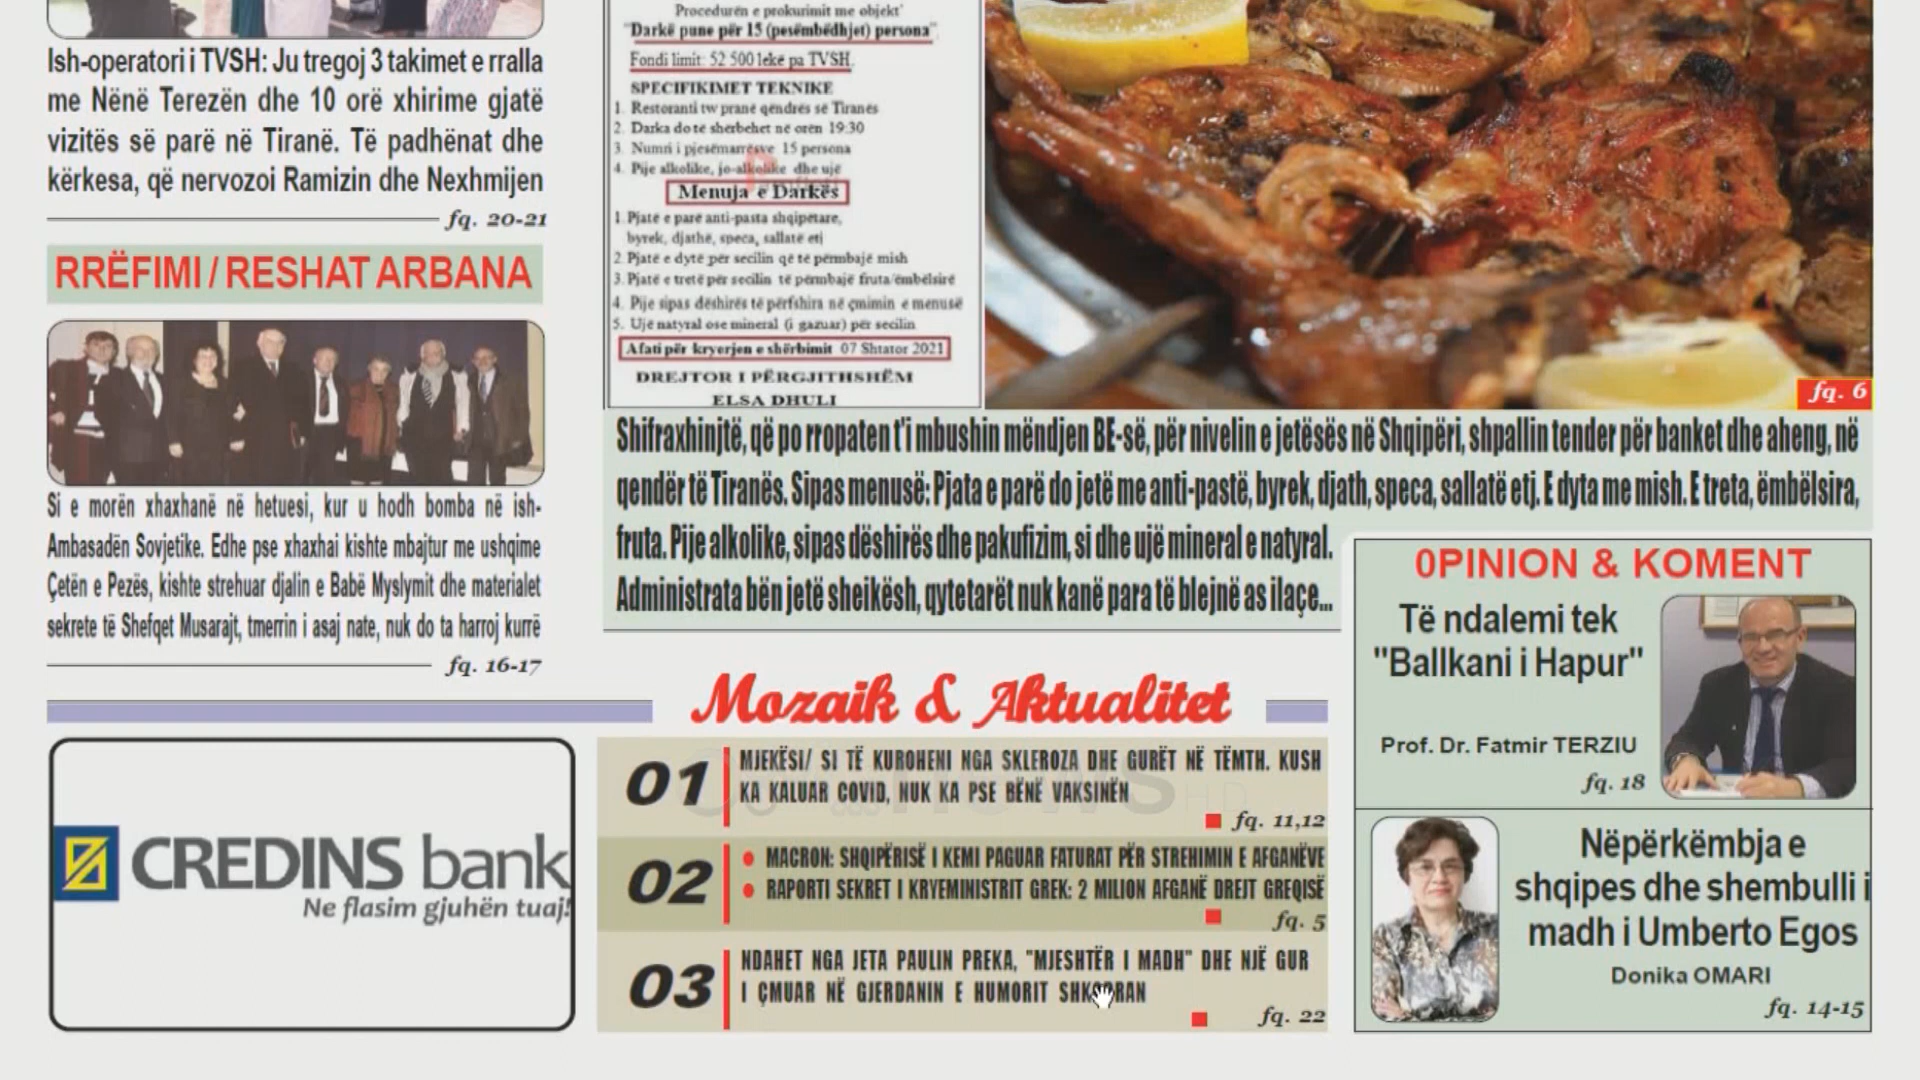 Ish-operatori i TVSH: Ju tregoj 3 takimet e rralla
me Nënë Terezën dhe 10 orë xhirime gjatë
vizitës së parë në Tiranë. Të padhënat dhe
kërkesa, që nervozoi Ramizin dhe Nexhmijen
fq. 20-21
RRËFIMI / RESHAT ARBANA
Si e morën xhaxhanë në hetuesi, kur u hodh bomba në ish-
Ambasadën Sovjetike. Edhe pse xhaxhai kishte mbajtur me ushqime
Çetën e Pezës, kishte strehuar djalin e Babë Myslymit dhe materialet
sekrete të Shefqet Musarajt, tmerrin i asaj nate, nuk do ta harroj kurrë
fq. 16-17
Procedurën e prokurimit me objekt'
"Darkë pune për 15 (pesëmbëdhjet) persona"
Fondi limit: 52 500 lekë pa TVSH.
SPECIFIKIMET TEKNIKE
1. Restoranti tw pranë qendrës së Tiranës
2. Darka do të shërbehet në orën 19:30
3. Numri i pjesëmarrësve 15 persona
4. Pije alkolike, jo-alkolike dhe ujë
Menuja e Darkës
1. Pjatë e parë anti-pasta shqipëtare,
byrek, djathë, speca, sallatë etj
2. Pjatë e dytë për secilin që të përmbajë mish
3. Pjatë e tretë për secilin të përmbajë fruta/ëmbëlsirë
4. Pije sipas dëshirës të përfshira në çmimin e menusë
5. Ujë natyral ose mineral (i gazuar) për secilin
Afati për kryerjen e shërbimit 07 Shtator 2021
DREJTOR I PËRGJITHSHËM
ELSA DHULI
fq. 6
Shifraxhinjtë, që po rropaten t'i mbushin mëndjen BE-së, për nivelin e jetësës në Shqipëri, shpallin tender për banket dhe aheng, në
qendër të Tiranës. Sipas menusë: Pjata e parë do jetë me anti-pastë, byrek, djath, speca, sallatë etj. E dyta me mish. E treta, ëmbëlsira,
fruta. Pije alkolike, sipas dëshirës dhe pakufizim, si dhe ujë mineral e natyral.
Administrata bën jetë sheikësh, qytetarët nuk kanë para të blejnë as ilaçe...
0PINION & KOMENT
Të ndalemi tek
"Ballkani i Hapur"
Prof. Dr. Fatmir TERZIU
fq. 18
Nëpërkëmbja e
shqipes dhe shembulli i
madh i Umberto Egos
Donika OMARI
fq. 14-15
Mozaik & Aktualitet
01
MJEKËSI/ SI TË KUROHENI NGA SKLEROZA DHE GURËT NË TËMTH. KUSH
KA KALUAR COVID, NUK KA PSE BËNË VAKSINËN
fq. 11,12
02
MACRON: SHQIPËRISË I KEMI PAGUAR FATURAT PËR STREHIMIN E AFGANËVE
RAPORTI SEKRET I KRYEMINISTRIT GREK: 2 MILION AFGANË DREJT GREQISË
fq. 5
03
NDAHET NGA JETA PAULIN PREKA, "MJESHTËR I MADH" DHE NJË GUR
I ÇMUAR NË GJERDANIN E HUMORIT
fq. 22
CREDINS bank
Ne flasim gjuhën tuaj!